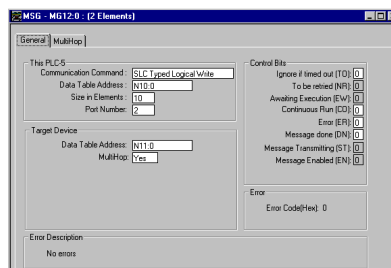 MSG - MG12:0 : (2 Elements)
General MultiHop
This PLC-5
Communication Command : SLC Typed Logical Write
Data Table Address : N10:0
Size in Elements : 10
Port Number: 2
Target Device
Data Table Address: N11:0
MultiHop: Yes
Control Bits
Ignore if timed out (TO): 0
To be retried (NR): 0
Awaiting Execution (EW): 0
Continuous Run (CO): 0
Error (ER): 0
Message done (DN): 0
Message Transmitting (ST): 0
Message Enabled (EN): 0
Error
Error Code(Hex): 0
Error Description
No errors